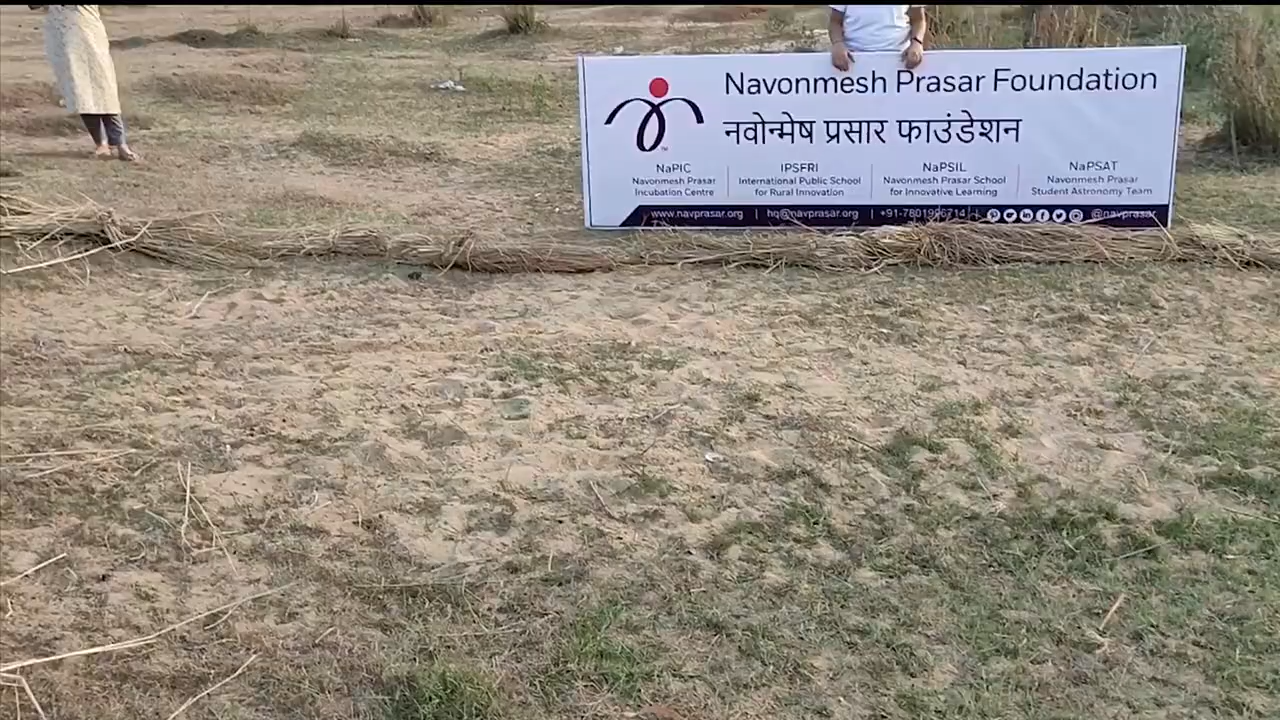 Navonmesh Prasar Foundation
नवोन्मेष प्रसार फाउंडेशन
NaPIC
Navonmesh Prasar
Incubation Centre
IPSFRI
International Public School
for Rural Innovation
NaPSIL
Navonmesh Prasar School
for Innovative Learning
NaPSAT
Navonmesh Prasar
Student Astronomy Team
www.navprasar.org | hq@navprasar.org | @navprasar